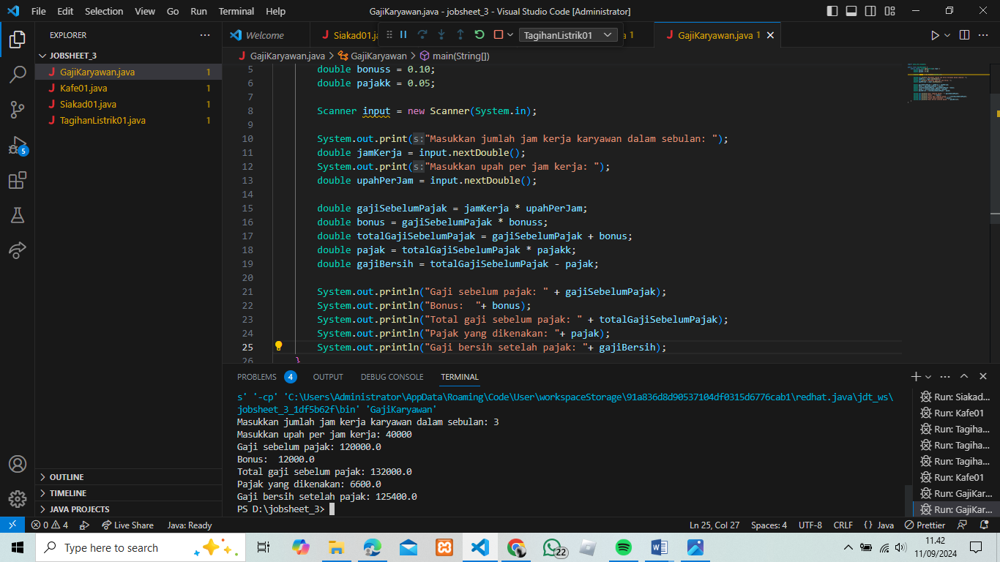 File Edit Selection View Go Run Terminal Help
GajiKaryawan.java - jobsheet_3 - Visual Studio Code [Administrator]
EXPLORER
JOBSHEET_3
GajiKaryawan.java 1
Kafe01.java 1
Siakad01.java 1
TagihanListrik01.java 1
OUTLINE
TIMELINE
JAVA PROJECTS
5
Welcome
Siakad01.ja
TagihanListrik01
a 1
GajiKaryawan.java 1
GajiKaryawan.java > GajiKaryawan > main(String[])
5 double bonuss = 0.10;
6 double pajakk = 0.05;
7
8 Scanner input = new Scanner(System.in);
9
10 System.out.print(s:"Masukkan jumlah jam kerja karyawan dalam sebulan: ");
11 double jamKerja = input.nextDouble();
12 System.out.print(s:"Masukkan upah per jam kerja: ");
13 double upahPerJam = input.nextDouble();
14
15 double gajiSebelumPajak = jamKerja * upahPerJam;
16 double bonus = gajiSebelumPajak * bonuss;
17 double totalGajiSebelumPajak = gajiSebelumPajak + bonus;
18 double pajak = totalGajiSebelumPajak * pajakk;
19 double gajiBersih = totalGajiSebelumPajak - pajak;
20
21 System.out.println("Gaji sebelum pajak: " + gajiSebelumPajak);
22 System.out.println("Bonus:  "+ bonus);
23 System.out.println("Total gaji sebelum pajak: " + totalGajiSebelumPajak);
24 System.out.println("Pajak yang dikenakan: "+ pajak);
25 System.out.println("Gaji bersih setelah pajak: "+ gajiBersih);
26 }
PROBLEMS 4 OUTPUT DEBUG CONSOLE TERMINAL
s' '-cp' 'C:\Users\Administrator\AppData\Roaming\Code\User\workspaceStorage\91a836d8d90537104df0315d6776cab1\redhat.java\jdt_ws\
jobsheet_3_1df5b62f\bin' 'GajiKaryawan'
Masukkan jumlah jam kerja karyawan dalam sebulan: 3
Masukkan upah per jam kerja: 40000
Gaji sebelum pajak: 120000.0
Bonus:  12000.0
Total gaji sebelum pajak: 132000.0
Pajak yang dikenakan: 6600.0
Gaji bersih setelah pajak: 125400.0
PS D:\jobsheet_3>
Run: Siakad...
Run: Kafe01
Run: Tagiha...
Run: Tagiha...
Run: Tagiha...
Run: Kafe01
Run: GajiKar...
Run: GajiKar...
0 4 Live Share Java: Ready Ln 25, Col 27 Spaces: 4 UTF-8 CRLF {} Java Prettier
Type here to search
22
11.42
11/09/2024